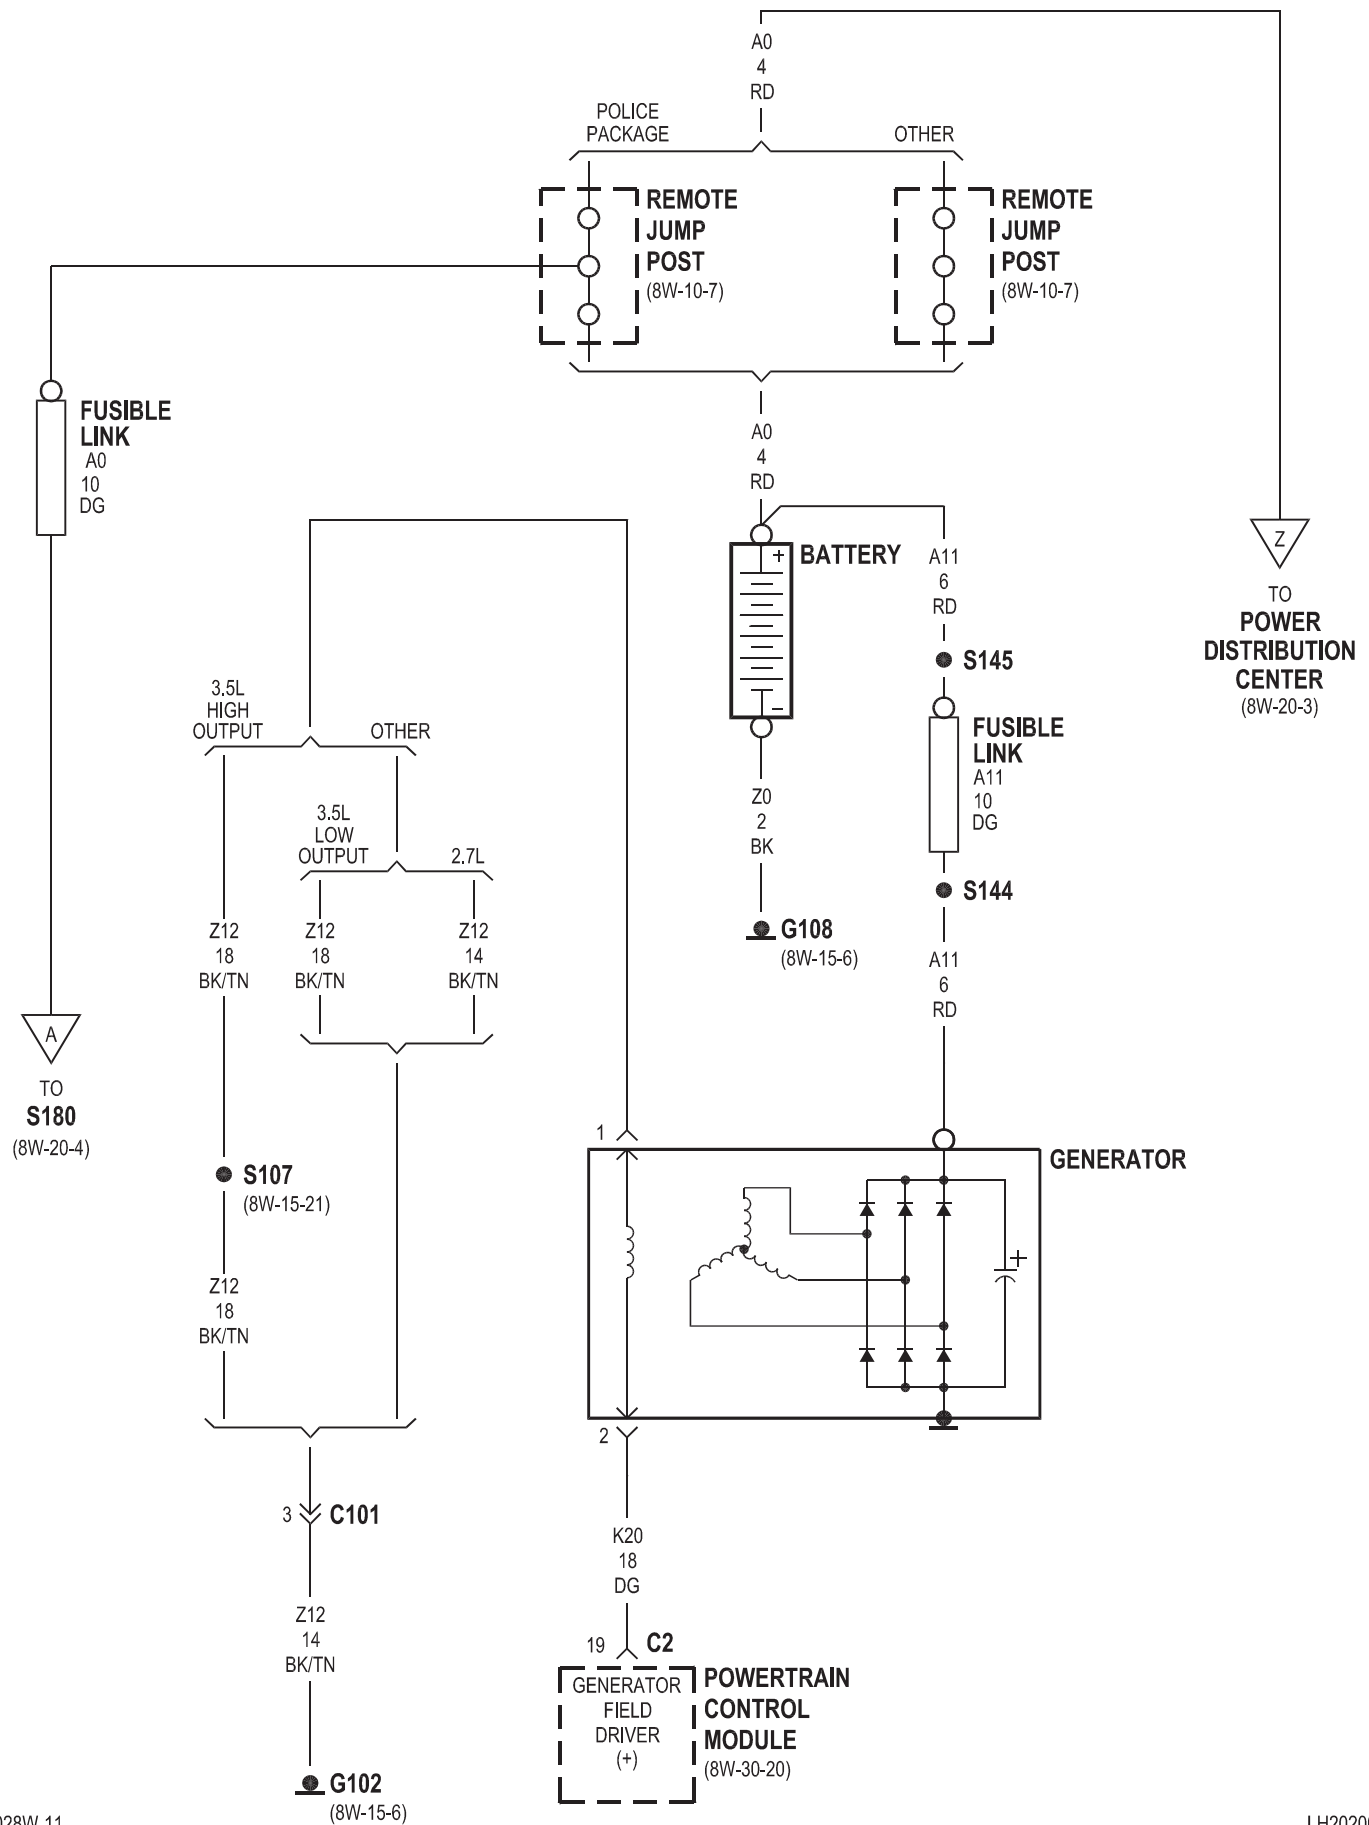 A0
4
RD
POLICE
PACKAGE
OTHER
REMOTE
JUMP
POST
(8W-10-7)
REMOTE
JUMP
POST
(8W-10-7)
FUSIBLE
LINK
A0
10
DG
A0
4
RD
BATTERY
+
–
A11
6
RD
S145
FUSIBLE
LINK
A11
10
DG
S144
A11
6
RD
Z
TO
POWER
DISTRIBUTION
CENTER
(8W-20-3)
Z0
2
BK
G108
(8W-15-6)
3.5L
HIGH
OUTPUT
OTHER
3.5L
LOW
OUTPUT
2.7L
Z12
18
BK/TN
Z12
18
BK/TN
Z12
14
BK/TN
A
TO
S180
(8W-20-4)
S107
(8W-15-21)
Z12
18
BK/TN
1
GENERATOR
+
2
3
C101
K20
18
DG
Z12
14
BK/TN
19
C2
GENERATOR
FIELD
DRIVER
(+)
POWERTRAIN
CONTROL
MODULE
(8W-30-20)
G102
(8W-15-6)